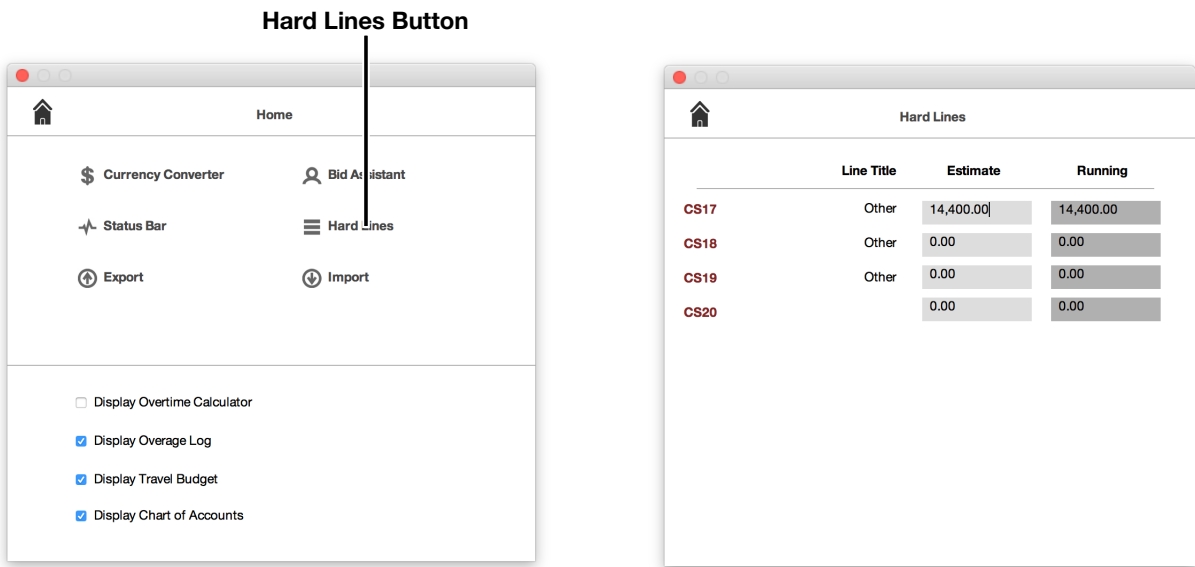 Hard Lines Button
Home
Currency Converter
Bid Assistant
Status Bar
Hard Lines
Export
Import
Display Overtime Calculator
Display Overage Log
Display Travel Budget
Display Chart of Accounts
Hard Lines
Line Title Estimate Running
CS17 Other 14,400.00 14,400.00
CS18 Other 0.00 0.00
CS19 Other 0.00 0.00
CS20 0.00 0.00